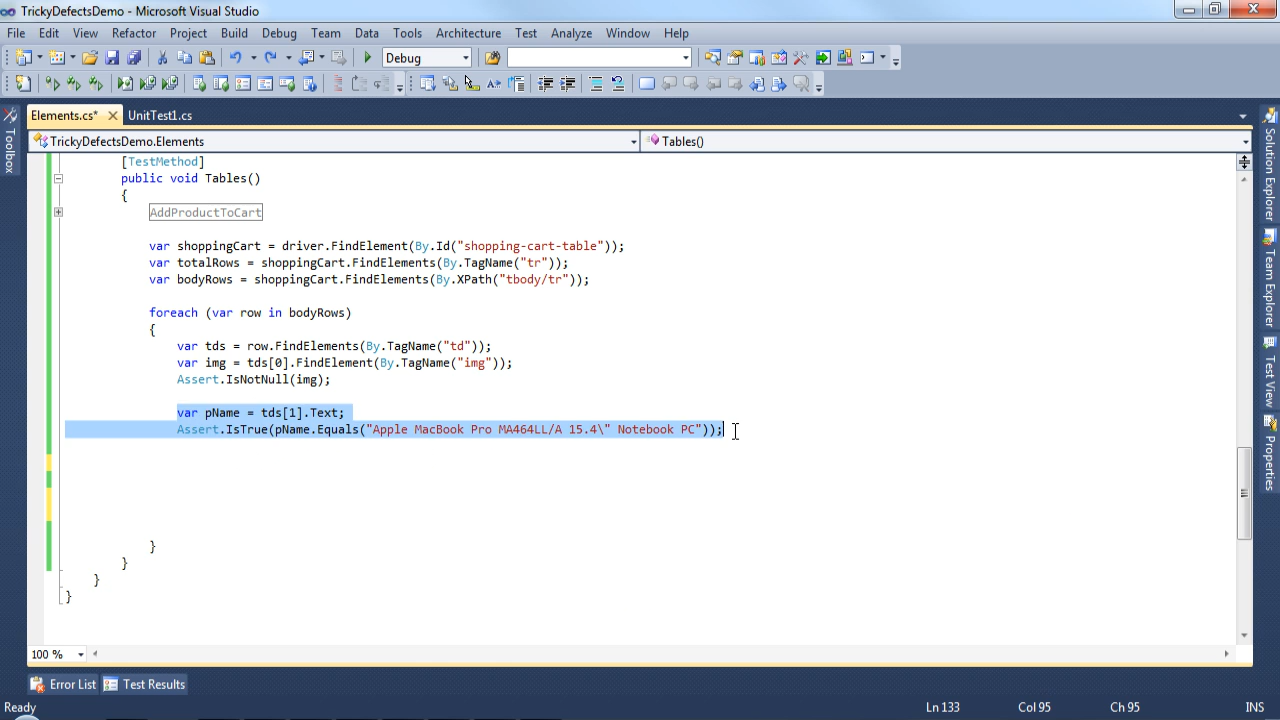 TrickyDefectsDemo - Microsoft Visual Studio
File Edit View Refactor Project Build Debug Team Data Tools Architecture Test Analyze Window Help
Debug
Elements.cs* UnitTest1.cs
TrickyDefectsDemo.Elements Tables()
Toolbox
[TestMethod]
public void Tables()
{
AddProductToCart
var shoppingCart = driver.FindElement(By.Id("shopping-cart-table"));
var totalRows = shoppingCart.FindElements(By.TagName("tr"));
var bodyRows = shoppingCart.FindElements(By.XPath("tbody/tr"));
foreach (var row in bodyRows)
{
var tds = row.FindElements(By.TagName("td"));
var img = tds[0].FindElement(By.TagName("img"));
Assert.IsNotNull(img);
var pName = tds[1].Text;
Assert.IsTrue(pName.Equals("Apple MacBook Pro MA464LL/A 15.4\" Notebook PC"));
}
}
}
}
Solution Explorer
Team Explorer
Test View
Properties
100 %
Error List Test Results
Ready Ln 133 Col 95 Ch 95 INS